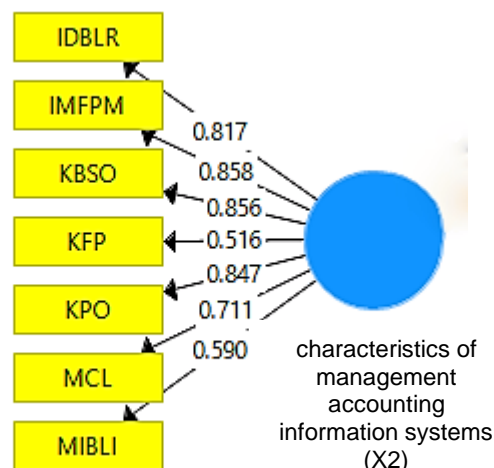 IDBLR
IMFPM
KBSO
KFP
KPO
MCL
MIBLI
0.817
0.858
0.856
0.516
0.847
0.711
0.590
characteristics of
management
accounting
information systems
(X2)